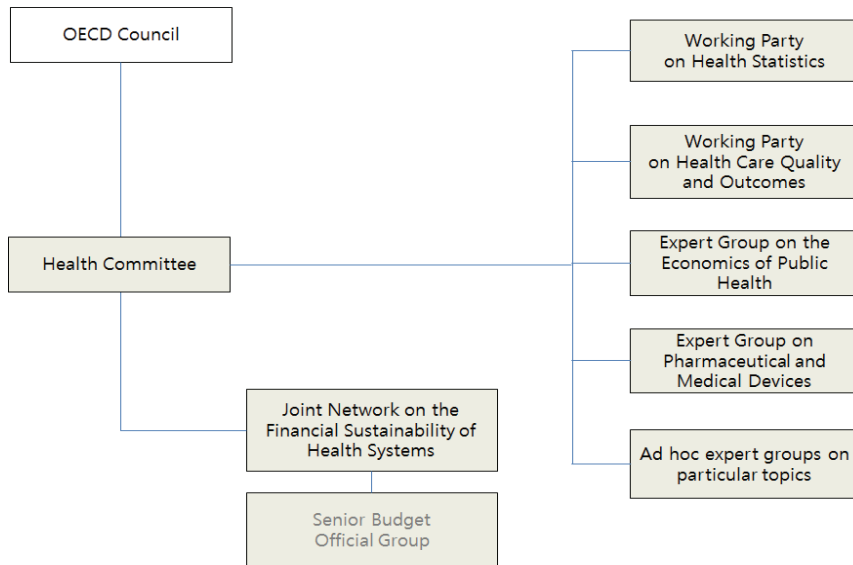 OECD Council
Health Committee
Joint Network on the
Financial Sustainability of
Health Systems
Senior Budget
Official Group
Working Party
on Health Statistics
Working Party
on Health Care Quality
and Outcomes
Expert Group on the
Economics of Public
Health
Expert Group on
Pharmaceutical and
Medical Devices
Ad hoc expert groups on
particular topics